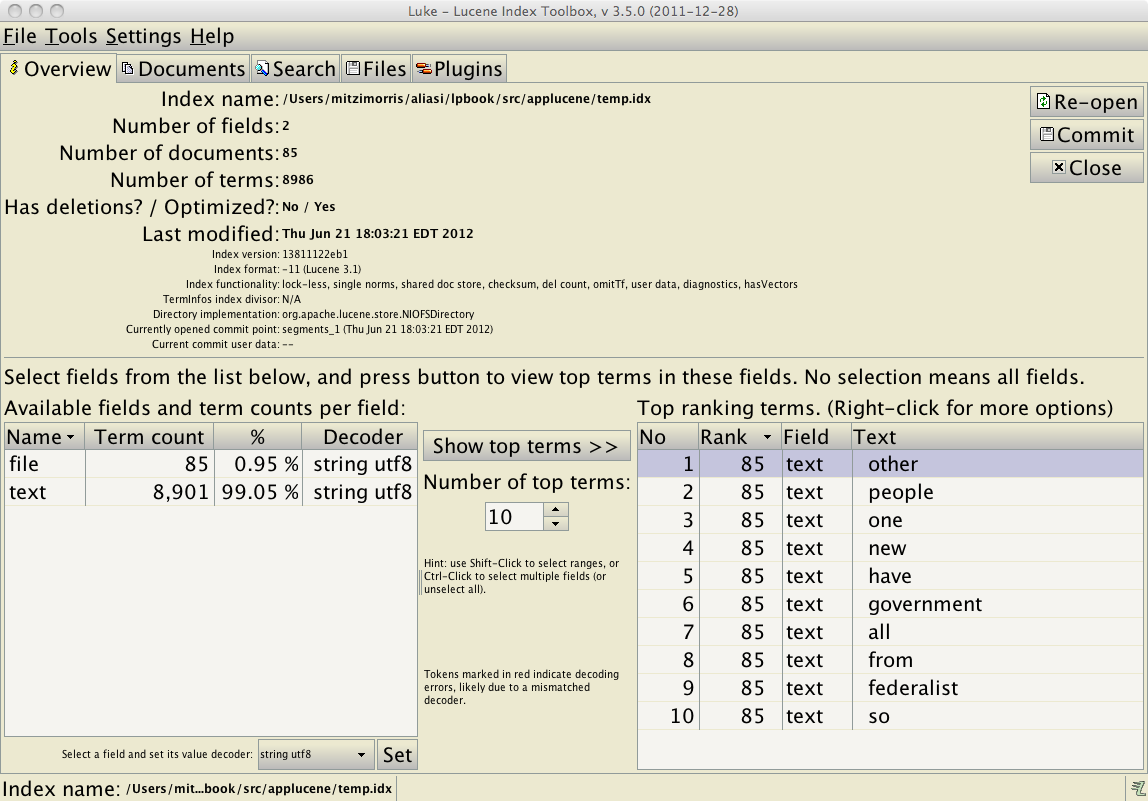 Luke - Lucene Index Toolbox, v 3.5.0 (2011-12-28)
File Tools Settings Help
Overview Documents Search Files Plugins
Index name: /Users/mitzimorris/aliasi/lpbook/src/applucene/temp.idx
Re-open
Number of fields: 2
Commit
Number of documents: 85
Close
Number of terms: 8986
Has deletions? / Optimized?: No / Yes
Last modified: Thu Jun 21 18:03:21 EDT 2012
Index version: 13811122eb1
Index format: -11 (Lucene 3.1)
Index functionality: lock-less, single norms, shared doc store, checksum, del count, omitTf, user data, diagnostics, hasVectors
TermInfos index divisor: N/A
Directory implementation: org.apache.lucene.store.NIOFSDirectory
Currently opened commit point: segments_1 (Thu Jun 21 18:03:21 EDT 2012)
Current commit user data: --
Select fields from the list below, and press button to view top terms in these fields. No selection means all fields.
Available fields and term counts per field:
Name Term count % Decoder
file 85 0.95 % string utf8
text 8,901 99.05 % string utf8
Select a field and set its value decoder: string utf8 Set
Show top terms >>
Number of top terms:
10
Hint: use Shift-Click to select ranges, or
Ctrl-Click to select multiple fields (or
unselect all).
Tokens marked in red indicate decoding
errors, likely due to a mismatched
decoder.
Top ranking terms. (Right-click for more options)
No Rank Field Text
1 85 text other
2 85 text people
3 85 text one
4 85 text new
5 85 text have
6 85 text government
7 85 text all
8 85 text from
9 85 text federalist
10 85 text so
Index name: /Users/mit...book/src/applucene/temp.idx